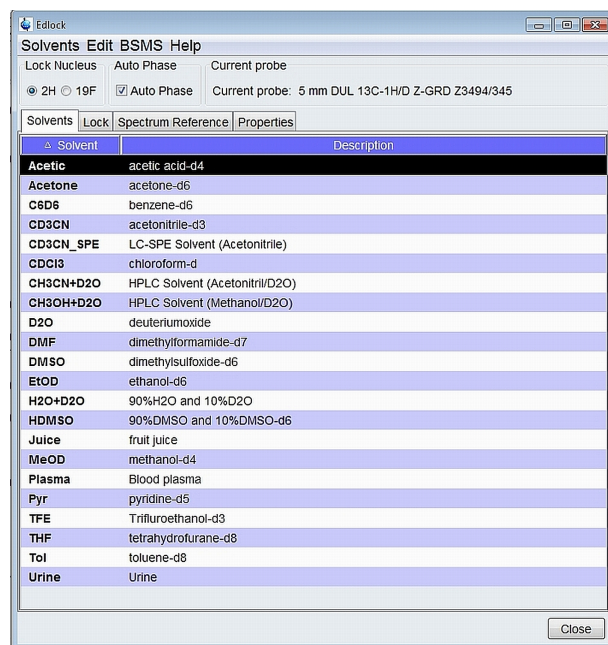 Edlock
Solvents Edit BSMS Help
Lock Nucleus Auto Phase Current probe
2H 19F Auto Phase Current probe: 5 mm DUL 13C-1H/D Z-GRD Z3494/345
Solvents Lock Spectrum Reference Properties
Solvent Description
Acetic acetic acid-d4
Acetone acetone-d6
C6D6 benzene-d6
CD3CN acetonitrile-d3
CD3CN_SPE LC-SPE Solvent (Acetonitrile)
CDCl3 chloroform-d
CH3CN+D2O HPLC Solvent (Acetonitril/D2O)
CH3OH+D2O HPLC Solvent (Methanol/D2O)
D2O deuteriumoxide
DMF dimethylformamide-d7
DMSO dimethylsulfoxide-d6
EtOD ethanol-d6
H2O+D2O 90%H2O and 10%D2O
HDMSO 90%DMSO and 10%DMSO-d6
Juice fruit juice
MeOD methanol-d4
Plasma Blood plasma
Pyr pyridine-d5
TFE Trifluroethanol-d3
THF tetrahydrofurane-d8
Tol toluene-d8
Urine Urine
Close